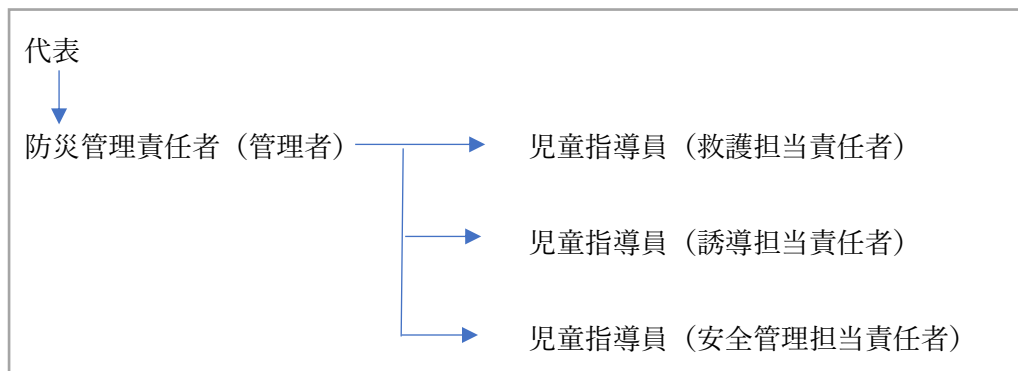 代表
防災管理責任者（管理者）
児童指導員（救護担当責任者）
児童指導員（誘導担当責任者）
児童指導員（安全管理担当責任者）